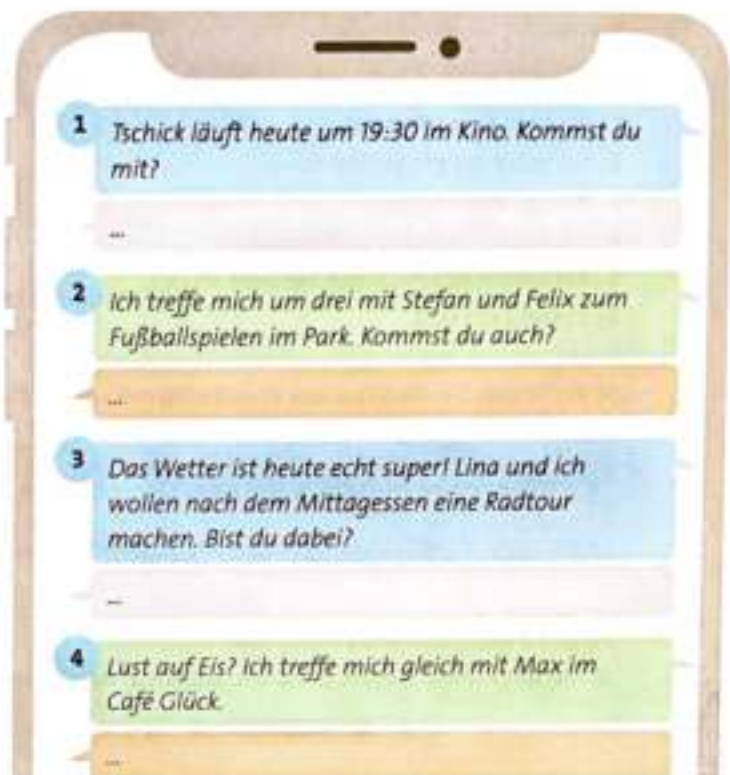 1
Tschick läuft heute um 19:30 im Kino. Kommst du
mit?
...
2
Ich treffe mich um drei mit Stefan und Felix zum
Fußballspielen im Park. Kommst du auch?
...
3
Das Wetter ist heute echt super! Lina und ich
wollen nach dem Mittagessen eine Radtour
machen. Bist du dabei?
...
4
Lust auf Eis? Ich treffe mich gleich mit Max im
Café Glück.
...